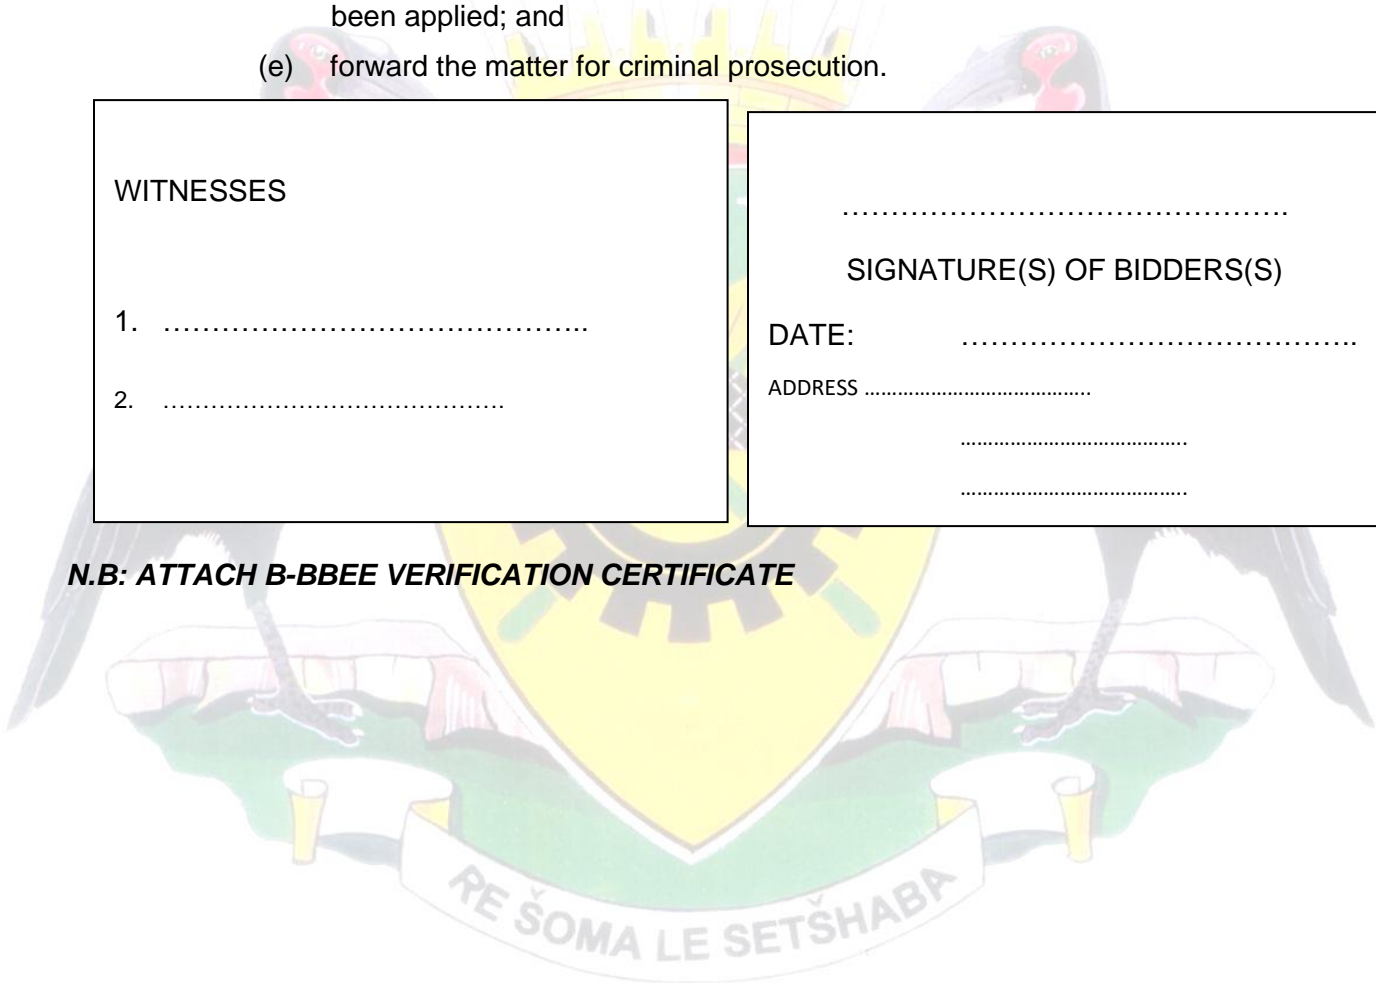 been applied; and
(e) forward the matter for criminal prosecution.
WITNESSES
1. ……………………………………..
2. …………………………………….
……………………………………….
SIGNATURE(S) OF BIDDERS(S)
DATE: …………………………………..
ADDRESS …………………………………..
…………………………………..
…………………………………..
N.B: ATTACH B-BBEE VERIFICATION CERTIFICATE
RE ŠOMA LE SETŠHABA